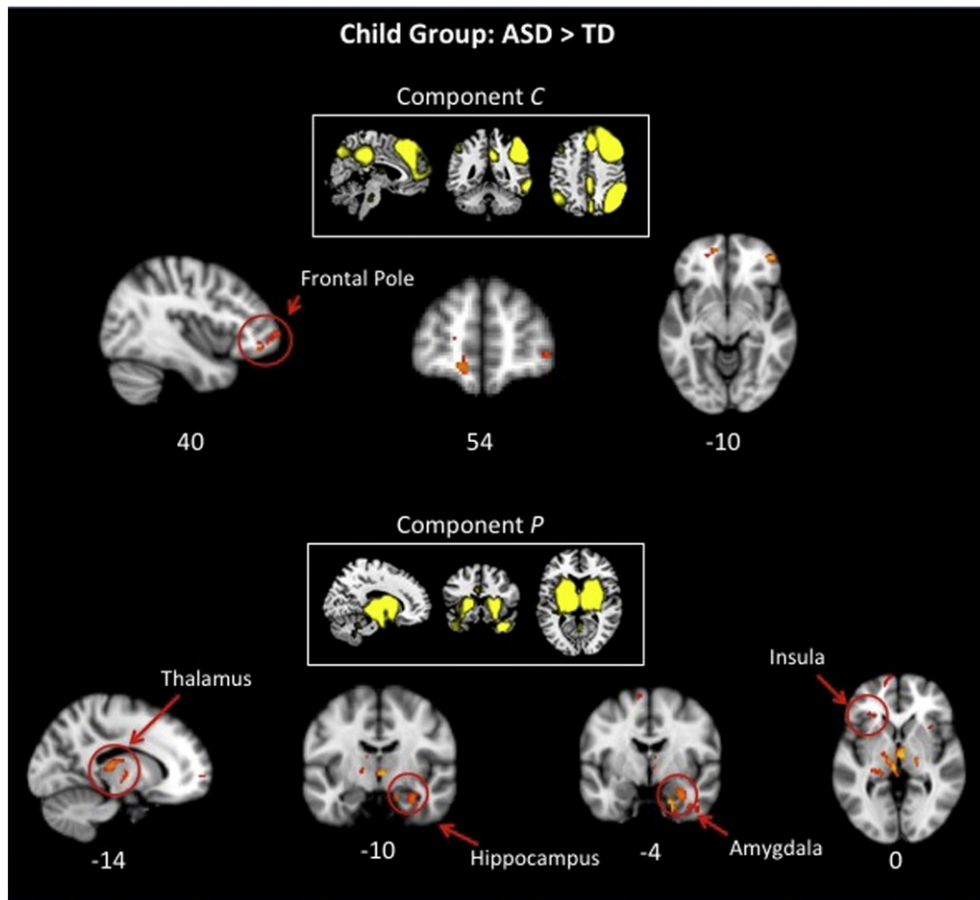 Child Group: ASD > TD
Component C
Frontal Pole
40
54
-10
Component P
Thalamus
Insula
Hippocampus
Amygdala
-14
-10
-4
0